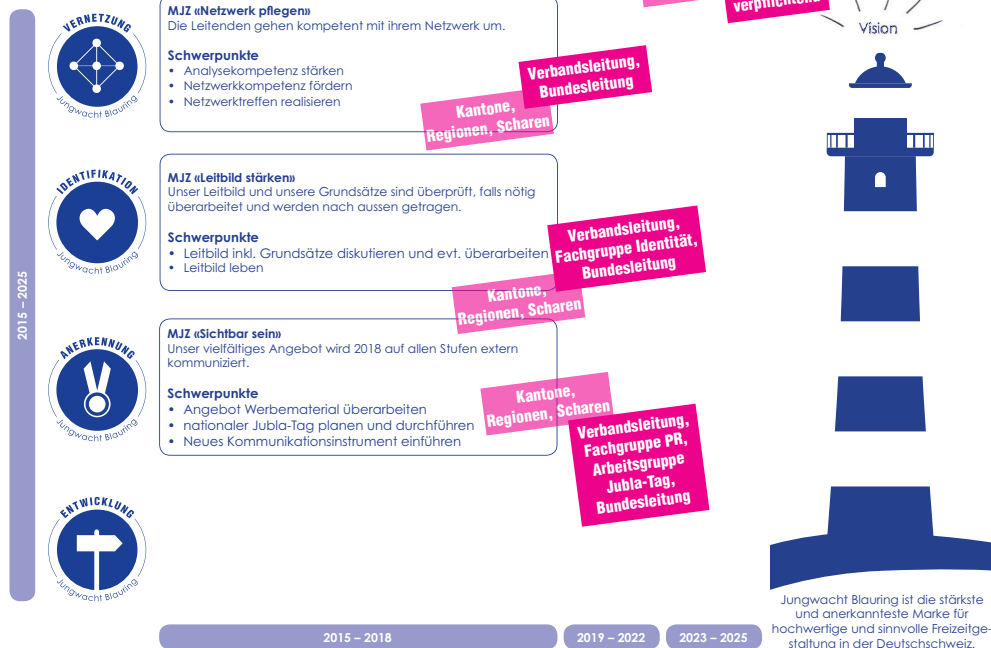 verpflichtend
Vision
VERNETZUNG
Jungwacht Blauring
MJZ «Netzwerk pflegen»
Die Leitenden gehen kompetent mit ihrem Netzwerk um.
Schwerpunkte
• Analysekompetenz stärken
• Netzwerkkompetenz fördern
• Netzwerktreffen realisieren
Verbandsleitung,
Bundesleitung
Kantone,
Regionen, Scharen
IDENTIFIKATION
Jungwacht Blauring
MJZ «Leitbild stärken»
Unser Leitbild und unsere Grundsätze sind überprüft, falls nötig
überarbeitet und werden nach aussen getragen.
Schwerpunkte
• Leitbild inkl. Grundsätze diskutieren und evt. überarbeiten
• Leitbild leben
Verbandsleitung,
Fachgruppe Identität,
Bundesleitung
Kantone,
Regionen, Scharen
2015 – 2025
ANERKENNUNG
Jungwacht Blauring
MJZ «Sichtbar sein»
Unser vielfältiges Angebot wird 2018 auf allen Stufen extern
kommuniziert.
Schwerpunkte
• Angebot Werbematerial überarbeiten
• nationaler Jubla-Tag planen und durchführen
• Neues Kommunikationsinstrument einführen
Kantone,
Regionen, Scharen
Verbandsleitung,
Fachgruppe PR,
Arbeitsgruppe
Jubla-Tag,
Bundesleitung
ENTWICKLUNG
Jungwacht Blauring
Jungwacht Blauring ist die stärkste
und anerkannteste Marke für
hochwertige und sinnvolle Freizeitge-
staltung in der Deutschschweiz.
2015 – 2018
2019 – 2022
2023 – 2025